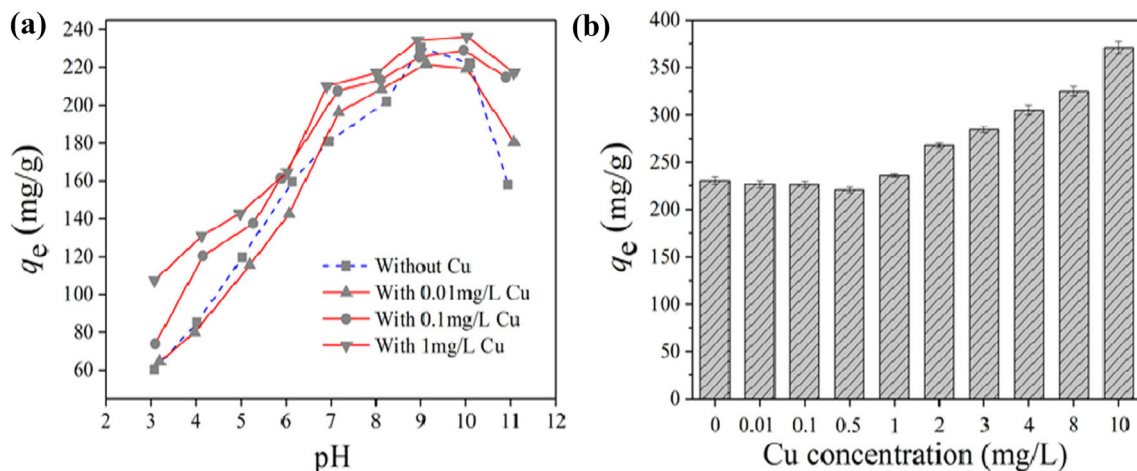 (a)
240
220
200
180
160
140
120
100
80
60
qe (mg/g)
Without Cu
With 0.01mg/L Cu
With 0.1mg/L Cu
With 1mg/L Cu
2 3 4 5 6 7 8 9 10 11 12
pH
(b)
400
350
300
250
200
150
100
50
0
qe (mg/g)
0 0.01 0.1 0.5 1 2 3 4 8 10
Cu concentration (mg/L)